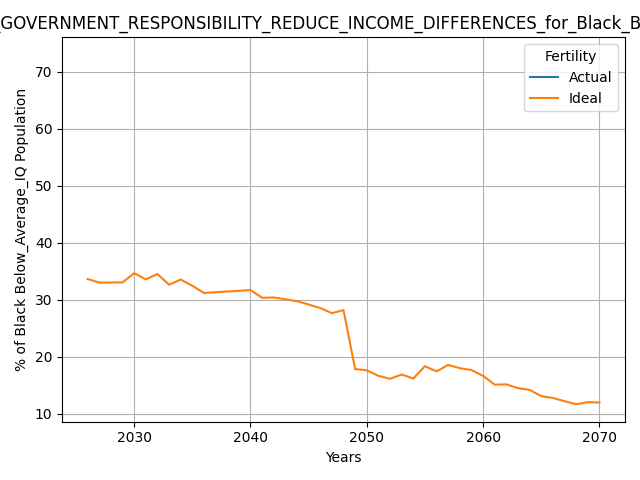 _GOVERNMENT_RESPONSIBILITY_REDUCE_INCOME_DIFFERENCES_for_Black_B
Fertility
Actual
Ideal
% of Black Below_Average_IQ Population
70
60
50
40
30
20
10
2030 2040 2050 2060 2070
Years